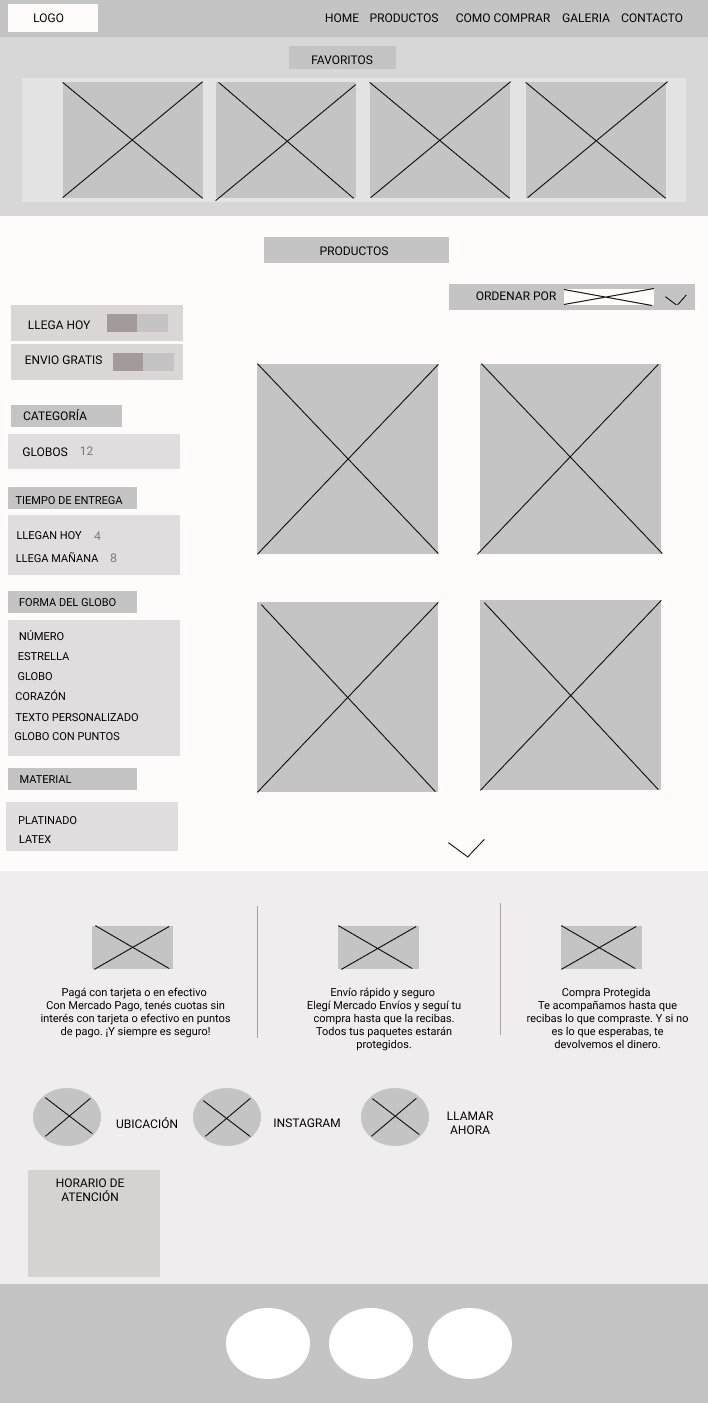 LOGO
HOME PRODUCTOS COMO COMPRAR GALERIA CONTACTO
FAVORITOS
PRODUCTOS
ORDENAR POR
LLEGA HOY
ENVIO GRATIS
CATEGORÍA
GLOBOS 12
TIEMPO DE ENTREGA
LLEGAN HOY 4
LLEGA MAÑANA 8
FORMA DEL GLOBO
NÚMERO
ESTRELLA
GLOBO
CORAZÓN
TEXTO PERSONALIZADO
GLOBO CON PUNTOS
MATERIAL
PLATINADO
LATEX
Pagá con tarjeta o en efectivo
Con Mercado Pago, tenés cuotas sin
interés con tarjeta o efectivo en puntos
de pago. ¡Y siempre es seguro!
Envío rápido y seguro
Elegí Mercado Envíos y seguí tu
compra hasta que la recibas.
Todos tus paquetes estarán
protegidos.
Compra Protegida
Te acompañamos hasta que
recibas lo que compraste. Y si no
es lo que esperabas, te
devolvemos el dinero.
UBICACIÓN
INSTAGRAM
LLAMAR
AHORA
HORARIO DE
ATENCIÓN